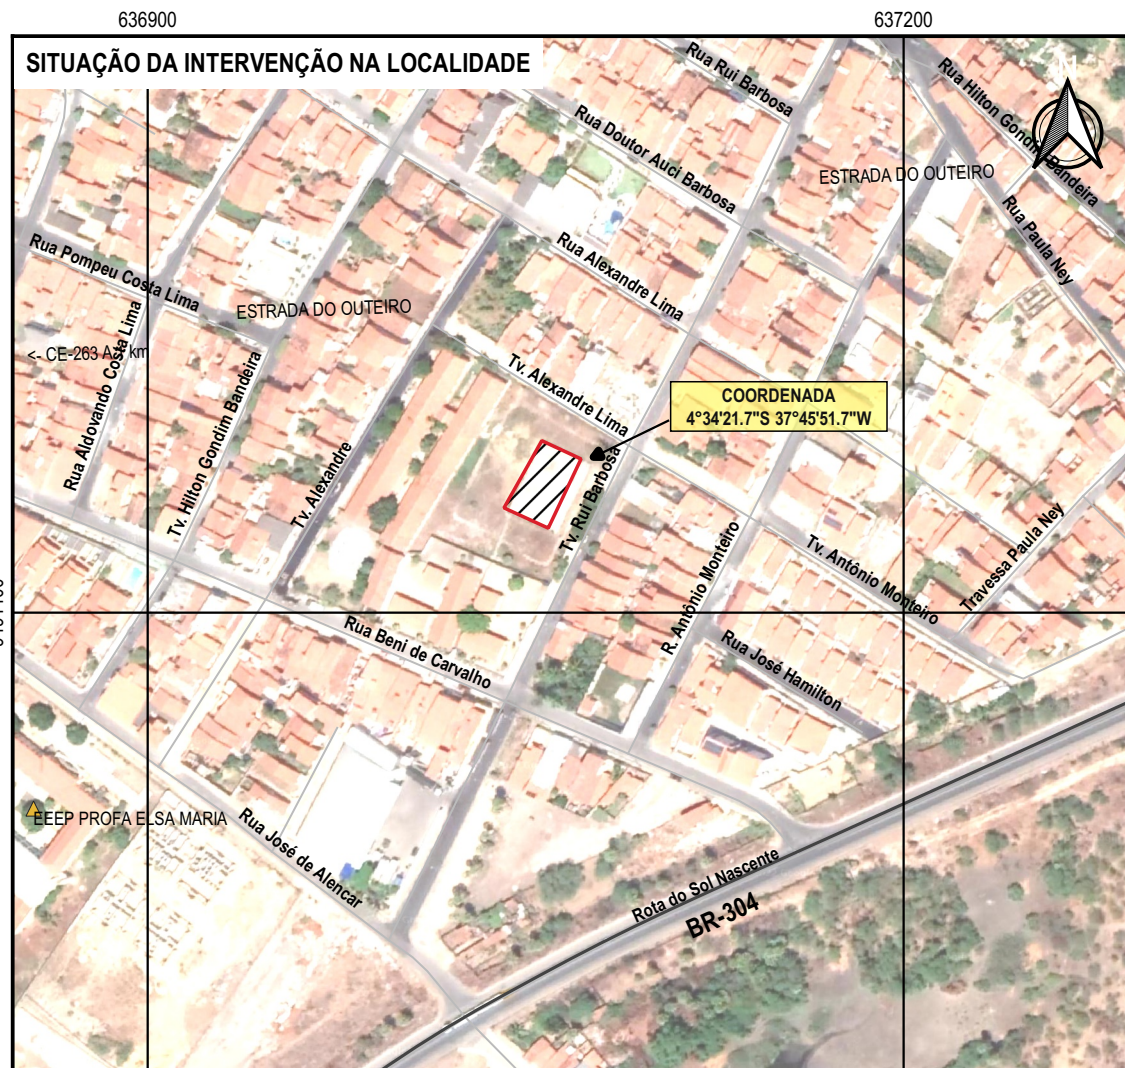 636900
637200
SITUAÇÃO DA INTERVENÇÃO NA LOCALIDADE
N
Rua Rui Barbosa
Rua Hilton Gondim Bandeira
Rua Doutor Auci Barbosa
ESTRADA DO OUTEIRO
Rua Paula Ney
Rua Pompeu Costa Lima
Rua Alexandre Lima
ESTRADA DO OUTEIRO
<- CE-263 A
km
Rua Aldovando Costa Lima
Tv. Hilton Gondim Bandeira
Tv. Alexandre
Tv. Alexandre Lima
COORDENADA
4°34'21.7"S 37°45'51.7"W
Tv. Rui Barbosa
R. Antônio Monteiro
Tv. Antônio Monteiro
Travessa Paula Ney
Rua Beni de Carvalho
Rua José Hamilton
EEEP PROFA ELSA MARIA
Rua José de Alencar
Rota do Sol Nascente
BR-304